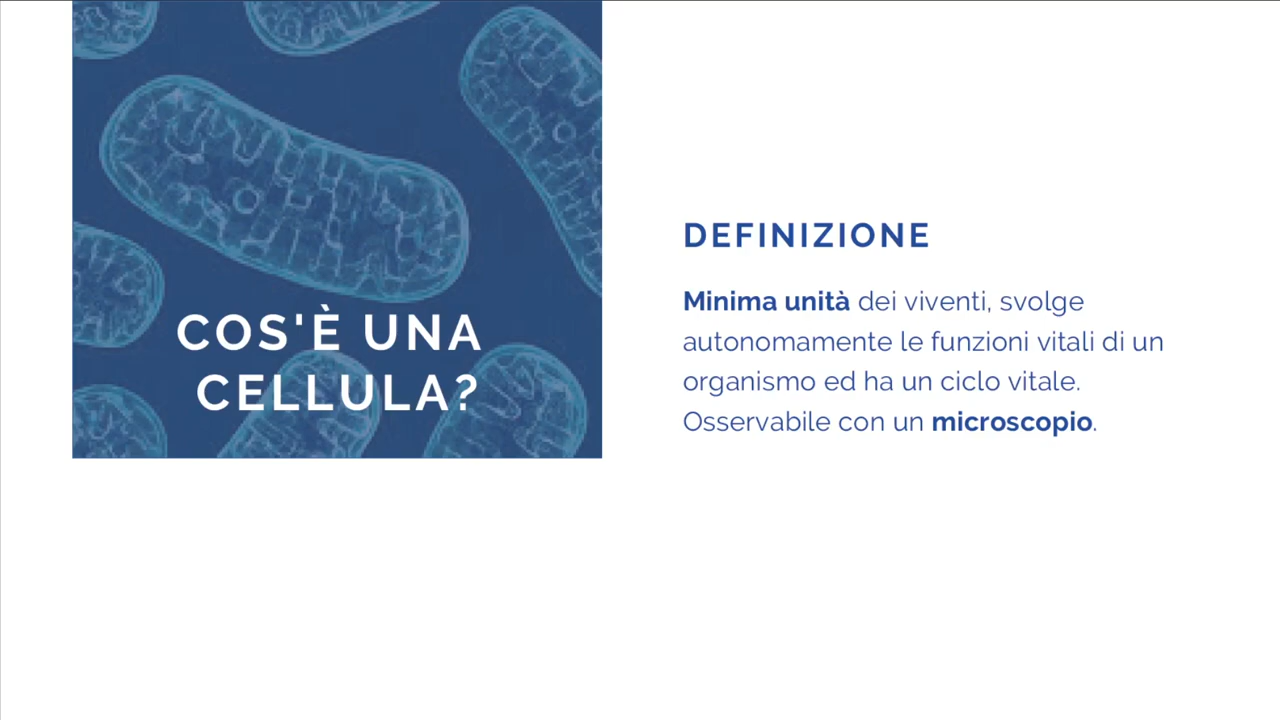 COS'È UNA
CELLULA?
DEFINIZIONE
Minima unità dei viventi, svolge
autonomamente le funzioni vitali di un
organismo ed ha un ciclo vitale.
Osservabile con un microscopio.